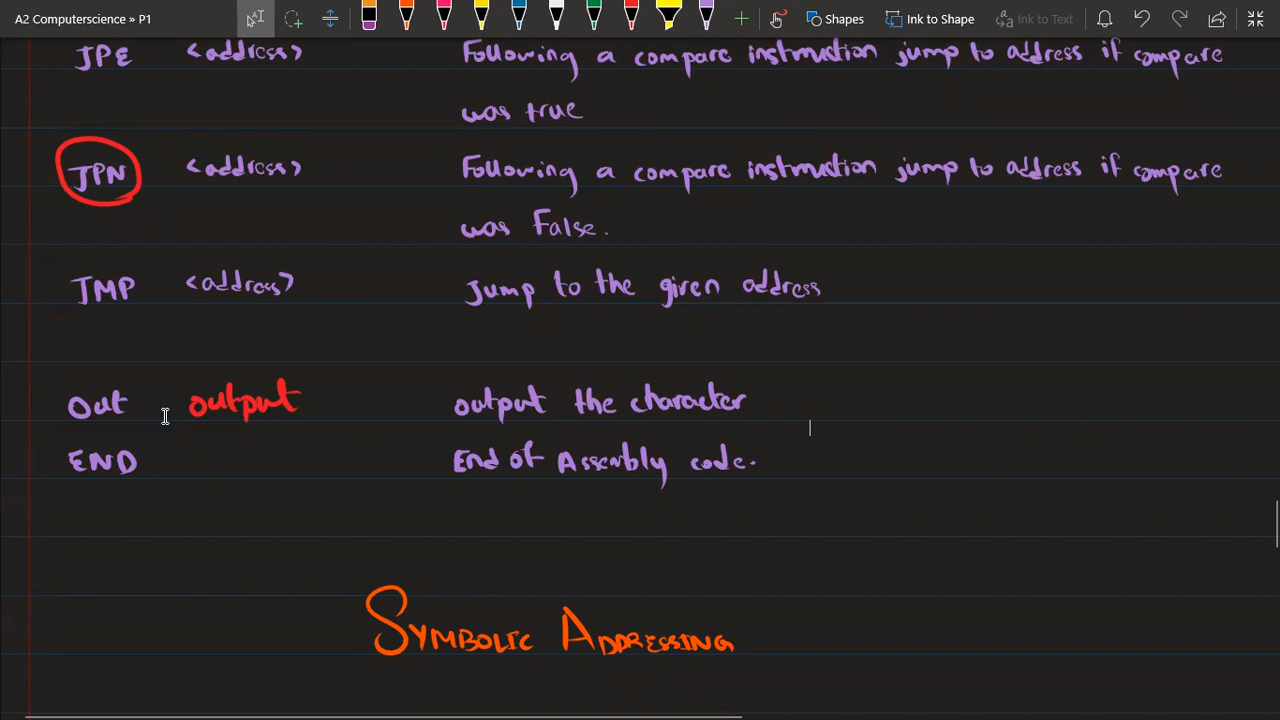 A2 Computerscience » P1
Shapes
Ink to Shape
Ink to Text
JPE <address> Following a compare instruction jump to address if compare
was true
JPN <address> Following a compare instruction jump to address if compare
was False.
JMP <address> Jump to the given address
Out output output the character
END End of Assembly code.
SYMBOLIC ADDRESSING